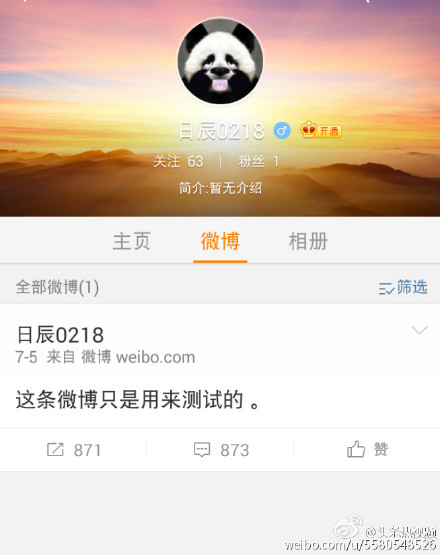 日辰0218 开通
关注 63 | 粉丝 1
简介:暂无介绍
主页 微博 相册
全部微博(1) 筛选
日辰0218
7-5 来自 微博 weibo.com
这条微博只是用来测试的 。
871 873 赞
@头条热视频
weibo.com/u/5580548526